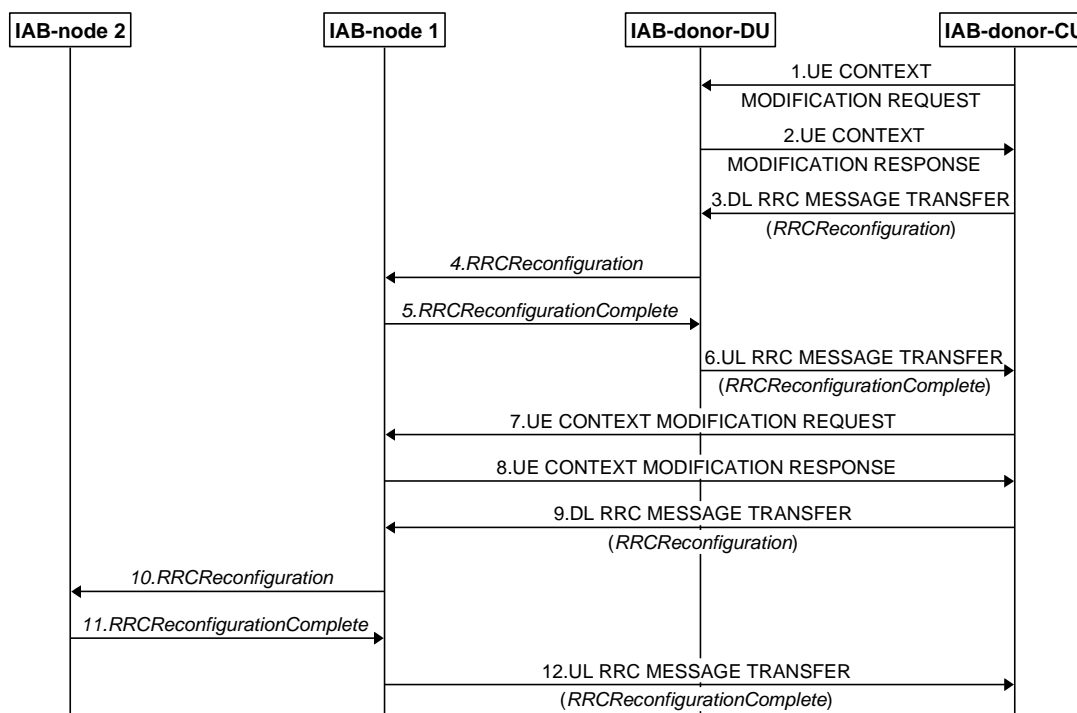 IAB-node 2
IAB-node 1
IAB-donor-DU
IAB-donor-CU
1.UE CONTEXT
MODIFICATION REQUEST
2.UE CONTEXT
MODIFICATION RESPONSE
3.DL RRC MESSAGE TRANSFER
(RRCReconfiguration)
4.RRCReconfiguration
5.RRCReconfigurationComplete
6.UL RRC MESSAGE TRANSFER
(RRCReconfigurationComplete)
7.UE CONTEXT MODIFICATION REQUEST
8.UE CONTEXT MODIFICATION RESPONSE
9.DL RRC MESSAGE TRANSFER
(RRCReconfiguration)
10.RRCReconfiguration
11.RRCReconfigurationComplete
12.UL RRC MESSAGE TRANSFER
(RRCReconfigurationComplete)